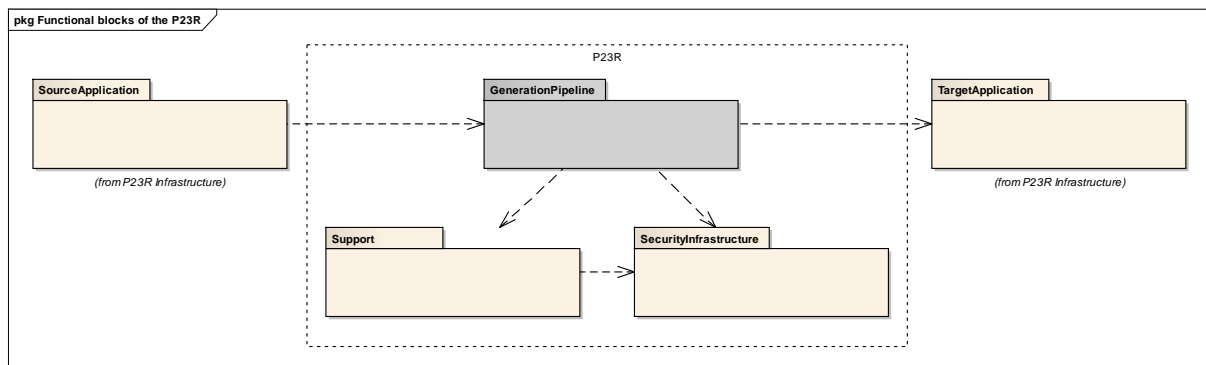 pkg Functional blocks of the P23R
P23R
SourceApplication
GenerationPipeline
TargetApplication
(from P23R Infrastructure)
(from P23R Infrastructure)
Support
SecurityInfrastructure